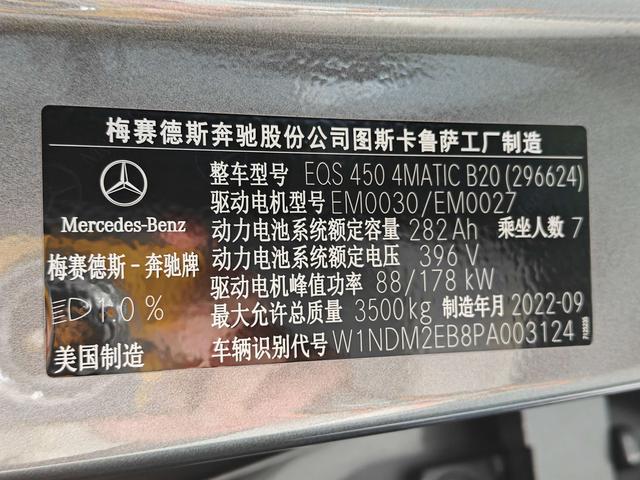 梅赛德斯奔驰股份公司图斯卡鲁萨工厂制造
整车型号 EQS 450 4MATIC B20 (296624)
驱动电机型号 EM0030/EM0027
Mercedes-Benz
动力电池系统额定容量 282 Ah 乘坐人数 7
动力电池系统额定电压 396 V
梅赛德斯-奔驰牌
驱动电机峰值功率 88/178 kW
1.0 %
最大允许总质量 3500kg 制造年月 2022-09
美国制造
车辆识别代号 W1NDM2EB8PA003124